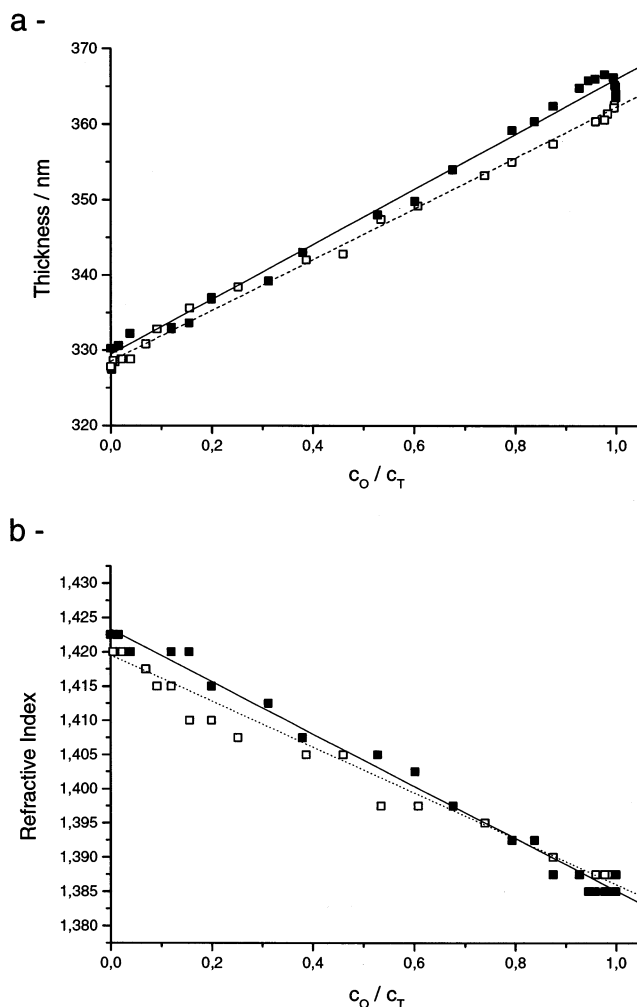 a -
Thickness / nm
370
360
350
340
330
320
0,0 0,2 0,4 0,6 0,8 1,0
c_O / c_T
b -
Refractive Index
1,430
1,425
1,420
1,415
1,410
1,405
1,400
1,395
1,390
1,385
1,380
0,0 0,2 0,4 0,6 0,8 1,0
c_O / c_T